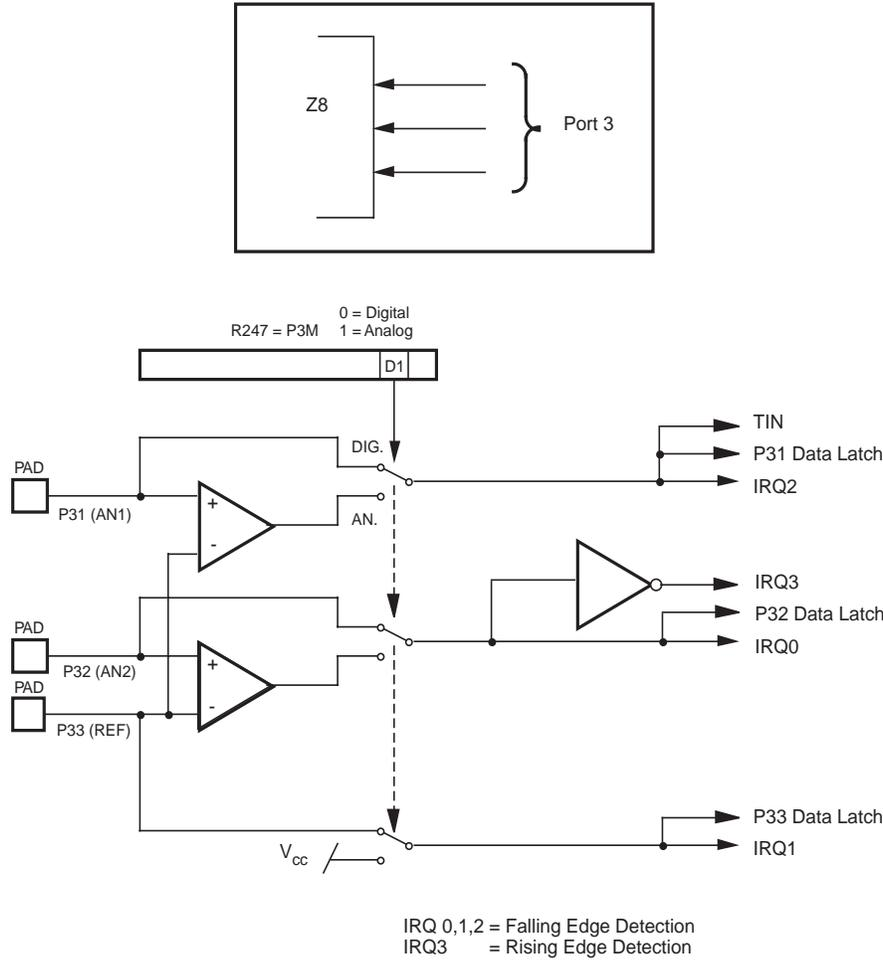 Z8
Port 3
0 = Digital
R247 = P3M 1 = Analog
D1
DIG.
TIN
P31 Data Latch
PAD
IRQ2
P31 (AN1)
+
AN.
-
IRQ3
P32 Data Latch
PAD
IRQ0
P32 (AN2)
+
PAD
P33 (REF)
-
P33 Data Latch
IRQ1
Vcc
IRQ 0,1,2 = Falling Edge Detection
IRQ3 = Rising Edge Detection